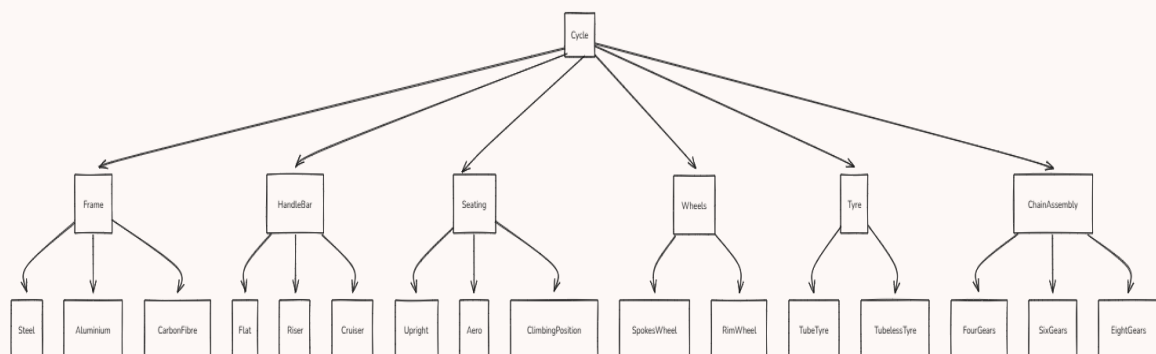 Cycle
Frame
HandleBar
Seating
Wheels
Tyre
ChainAssembly
Steel
Aluminium
CarbonFibre
Flat
Riser
Cruiser
Upright
Aero
ClimbingPosition
SpokesWheel
RimWheel
TubeTyre
TubelessTyre
FourGears
SixGears
EightGears